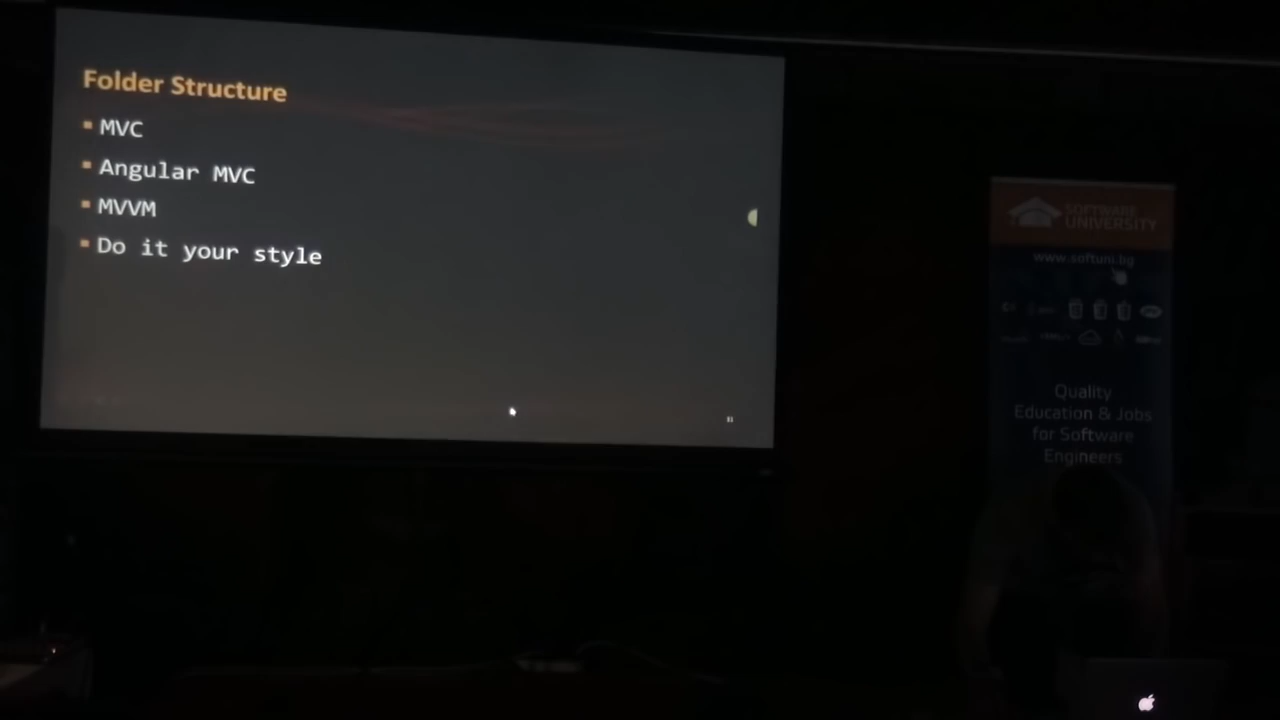 Folder Structure
MVC
Angular MVC
MVVM
Do it your style
SOFTWARE
UNIVERSITY
www.softuni.bg
Quality
Education & Jobs
for Software
Engineers